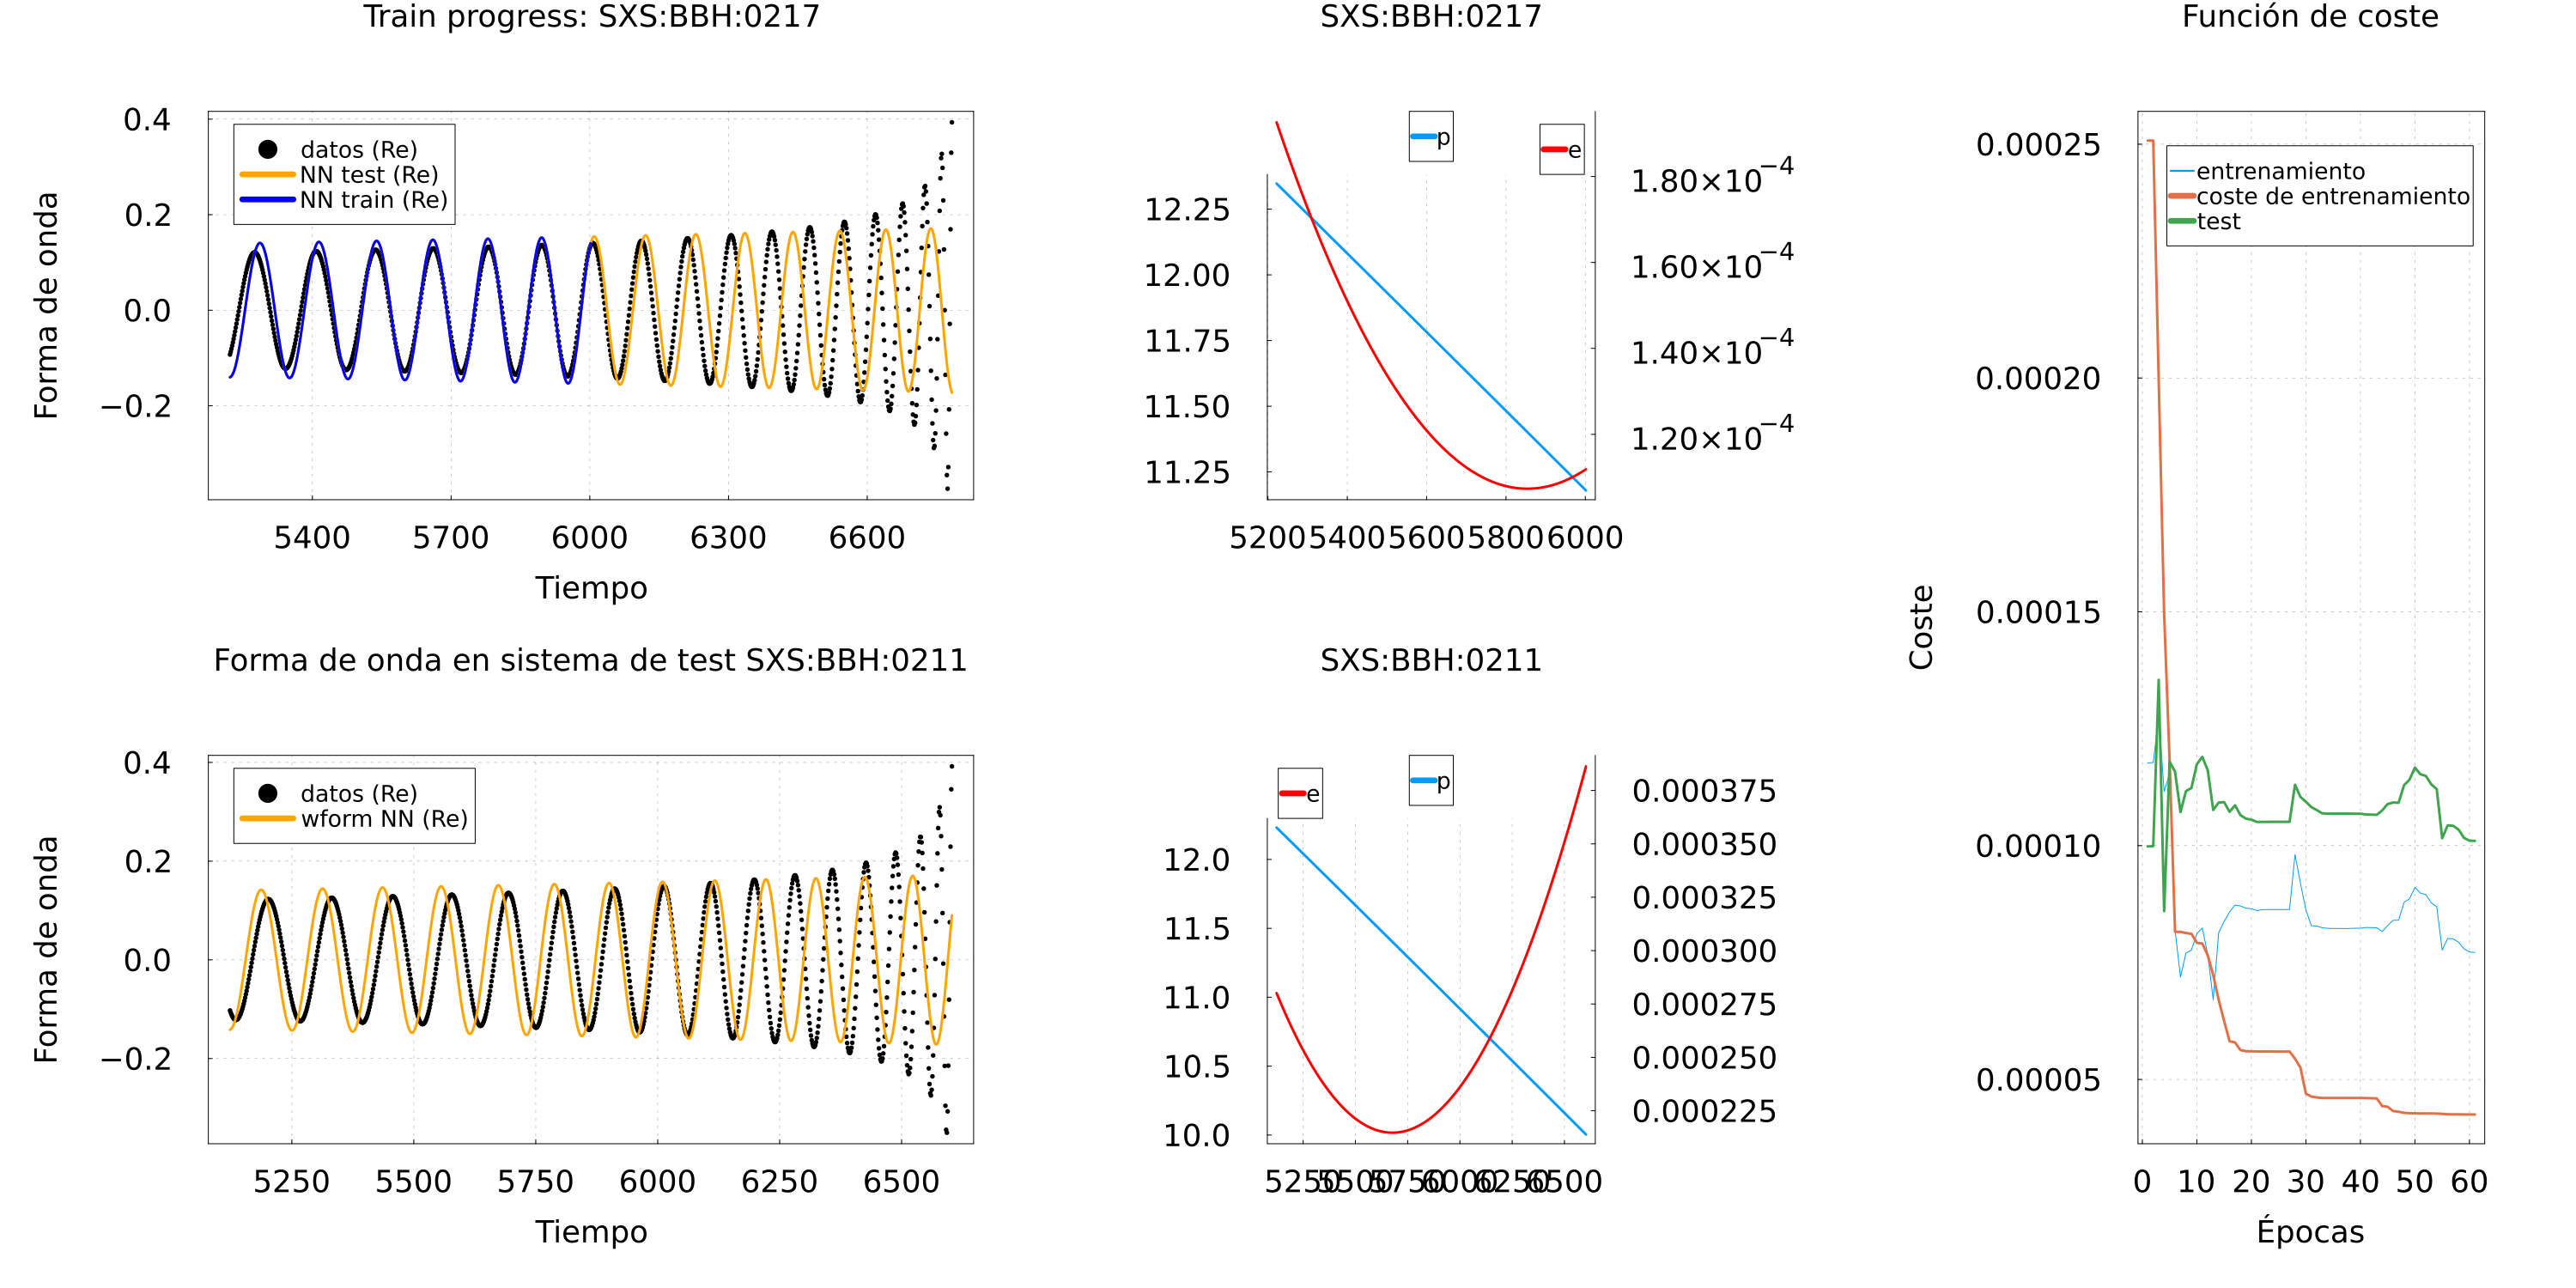 Train progress: SXS:BBH:0217
SXS:BBH:0217
Función de coste
0.4
0.2
0.0
−0.2
Forma de onda
datos (Re)
NN test (Re)
NN train (Re)
5400 5700 6000 6300 6600
Tiempo
p
e
12.25
12.00
11.75
11.50
11.25
1.80×10⁻⁴
1.60×10⁻⁴
1.40×10⁻⁴
1.20×10⁻⁴
5200 5400 5600 5800 6000
Forma de onda en sistema de test SXS:BBH:0211
SXS:BBH:0211
0.4
0.2
0.0
−0.2
Forma de onda
datos (Re)
wform NN (Re)
5250 5500 5750 6000 6250 6500
Tiempo
e
p
12.0
11.5
11.0
10.5
10.0
0.000375
0.000350
0.000325
0.000300
0.000275
0.000250
0.000225
5250 5500 5750 6000 6250 6500
Coste
0.00025
0.00020
0.00015
0.00010
0.00005
entrenamiento
coste de entrenamiento
test
0 10 20 30 40 50 60
Épocas